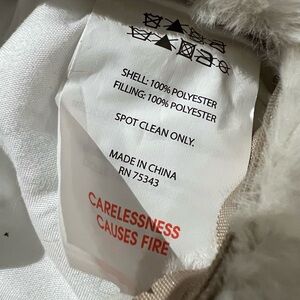 SHELL: 100% POLYESTER
FILLING: 100% POLYESTER
SPOT CLEAN ONLY.
MADE IN CHINA
RN 75343
CARELESSNESS
CAUSES FIRE